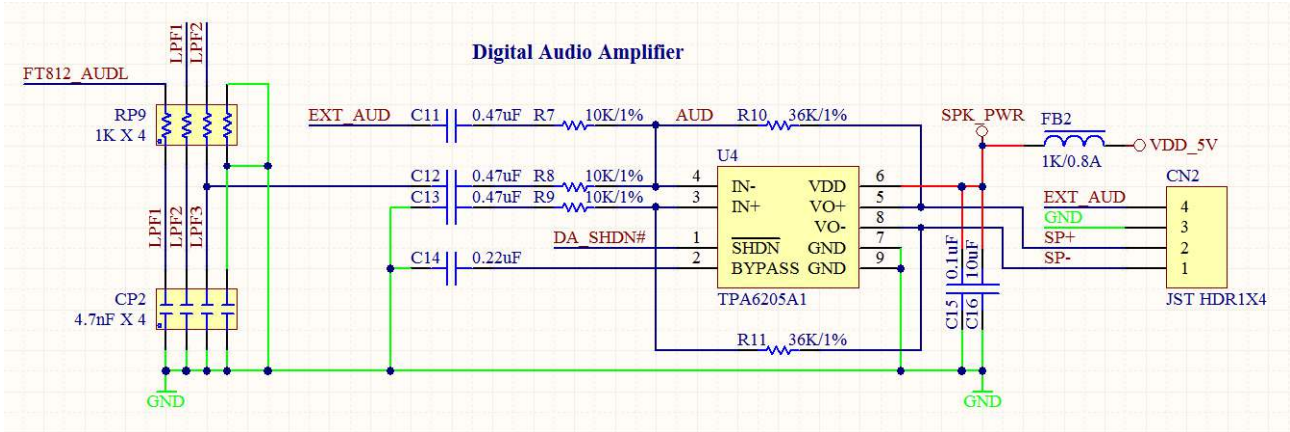 Digital Audio Amplifier
LPF1
LPF2
FT812_AUDL
RP9
1K X 4
EXT_AUD
C11
0.47uF
R7
10K/1%
AUD
R10
36K/1%
SPK_PWR
FB2
1K/0.8A
VDD_5V
U4
C12
0.47uF
R8
10K/1%
C13
0.47uF
R9
10K/1%
4
IN-
VDD
6
3
IN+
VO+
5
VO-
8
DA_SHDN#
1
SHDN
GND
7
C14
0.22uF
2
BYPASS
GND
9
TPA6205A1
CN2
EXT_AUD
4
GND
3
SP+
2
SP-
1
JST HDR1X4
LPF1
LPF2
LPF3
CP2
4.7nF X 4
C15
0.1uF
C16
10uF
R11
36K/1%
GND
GND